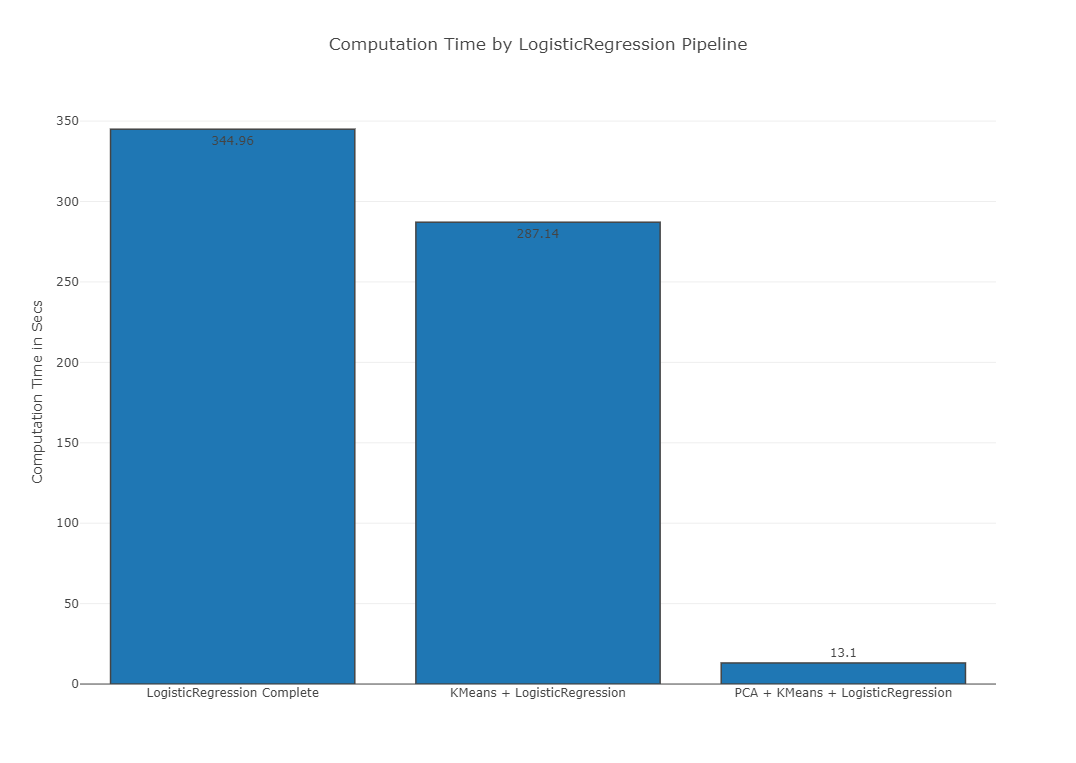 Computation Time by LogisticRegression Pipeline
350
300
250
200
150
100
50
0
Computation Time in Secs
344.96
287.14
13.1
LogisticRegression Complete
KMeans + LogisticRegression
PCA + KMeans + LogisticRegression